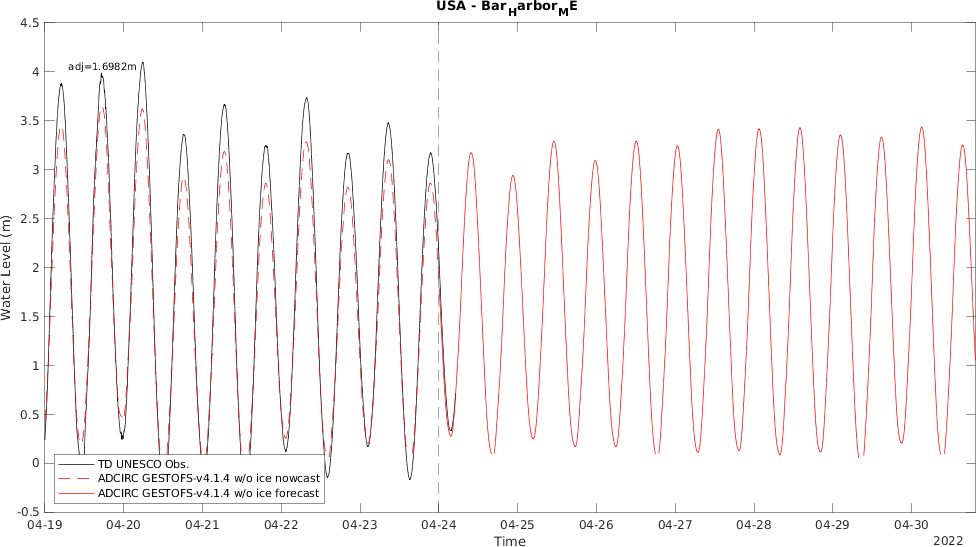 USA - BarHarborME
4.5
4
3.5
3
2.5
2
1.5
1
0.5
0
-0.5
Water Level (m)
adj=1.6982m
TD UNESCO Obs.
ADCIRC GESTOFS-v4.1.4 w/o ice nowcast
ADCIRC GESTOFS-v4.1.4 w/o ice forecast
04-19 04-20 04-21 04-22 04-23 04-24 04-25 04-26 04-27 04-28 04-29 04-30
Time
2022